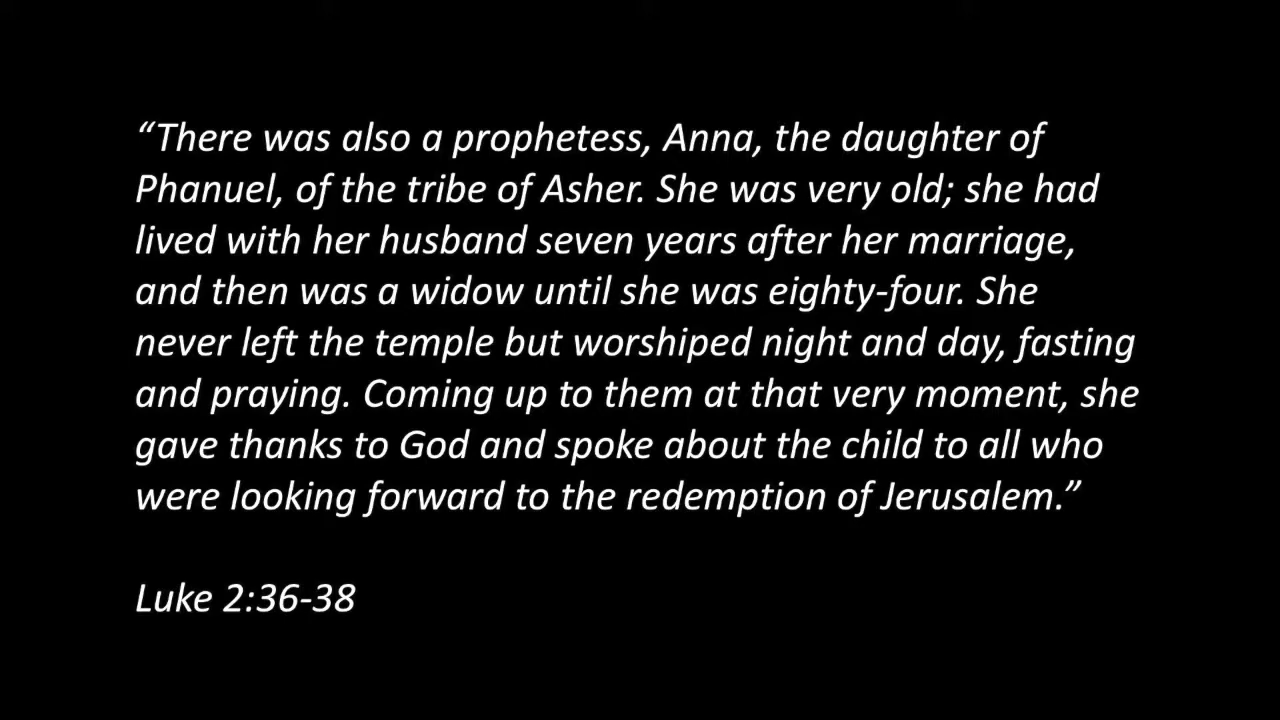 “There was also a prophetess, Anna, the daughter of
Phanuel, of the tribe of Asher. She was very old; she had
lived with her husband seven years after her marriage,
and then was a widow until she was eighty-four. She
never left the temple but worshiped night and day, fasting
and praying. Coming up to them at that very moment, she
gave thanks to God and spoke about the child to all who
were looking forward to the redemption of Jerusalem.”
Luke 2:36-38